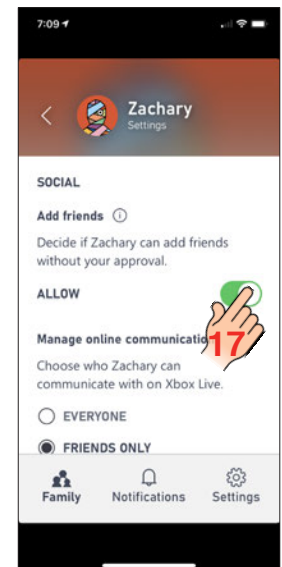 7:09
Zachary
Settings
SOCIAL
Add friends
Decide if Zachary can add friends
without your approval.
ALLOW
17
Manage online communicatio
Choose who Zachary can
communicate with on Xbox Live.
EVERYONE
FRIENDS ONLY
Family Notifications Settings